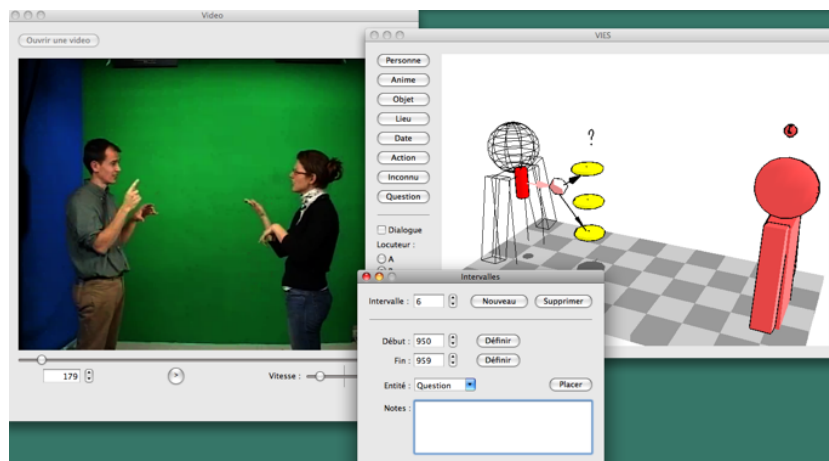 Video
Ouvrir une video
179
Vitesse :
VIES
Personne
Anime
Objet
Lieu
Date
Action
Inconnu
Question
Dialogue
Locuteur :
A
?
Intervalles
Intervalle : 6
Nouveau
Supprimer
Début : 950
Définir
Fin : 959
Définir
Entité : Question
Placer
Notes :